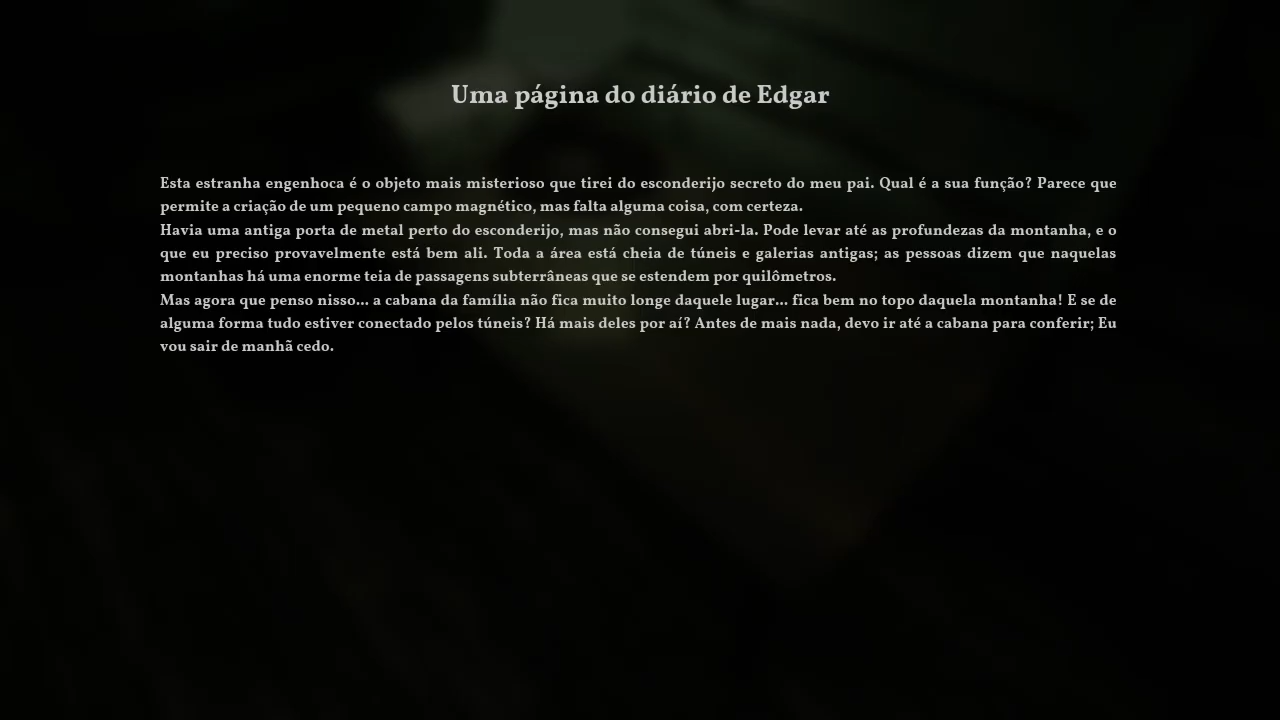 Uma página do diário de Edgar
Esta estranha engenhoca é o objeto mais misterioso que tirei do esconderijo secreto do meu pai. Qual é a sua função? Parece que
permite a criação de um pequeno campo magnético, mas falta alguma coisa, com certeza.
Havia uma antiga porta de metal perto do esconderijo, mas não consegui abri-la. Pode levar até as profundezas da montanha, e o
que eu preciso provavelmente está bem ali. Toda a área está cheia de túneis e galerias antigas; as pessoas dizem que naquelas
montanhas há uma enorme teia de passagens subterrâneas que se estendem por quilômetros.
Mas agora que penso nisso... a cabana da família não fica muito longe daquele lugar... fica bem no topo daquela montanha! E se de
alguma forma tudo estiver conectado pelos túneis? Há mais deles por aí? Antes de mais nada, devo ir até a cabana para conferir; Eu
vou sair de manhã cedo.